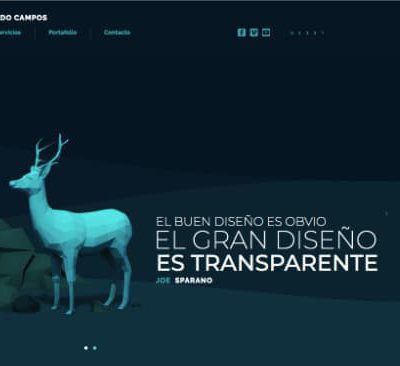 DO CAMPOS
ervicios Portafolio Contacto
EL BUEN DISEÑO ES OBVIO
EL GRAN DISEÑO
ES TRANSPARENTE
JOE SPARANO